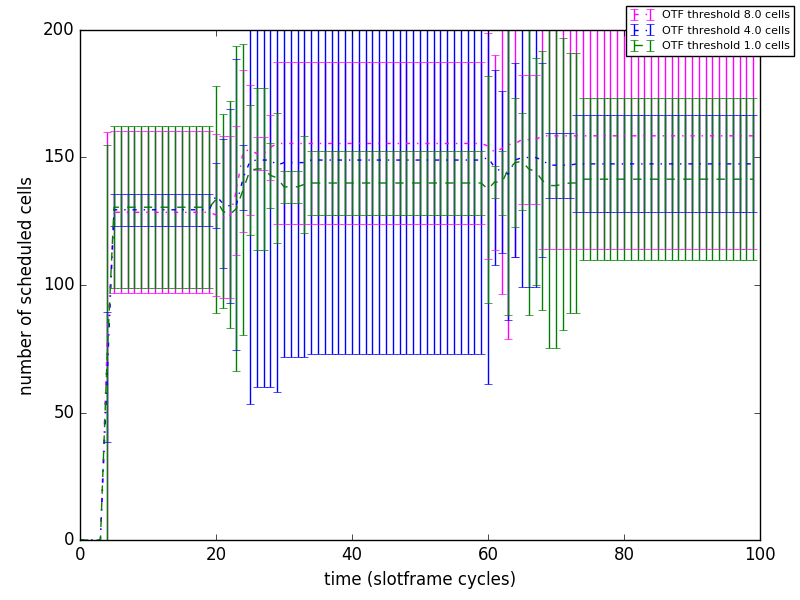 OTF threshold 8.0 cells
OTF threshold 4.0 cells
OTF threshold 1.0 cells
200
150
100
50
0
number of scheduled cells
0 20 40 60 80 100
time (slotframe cycles)